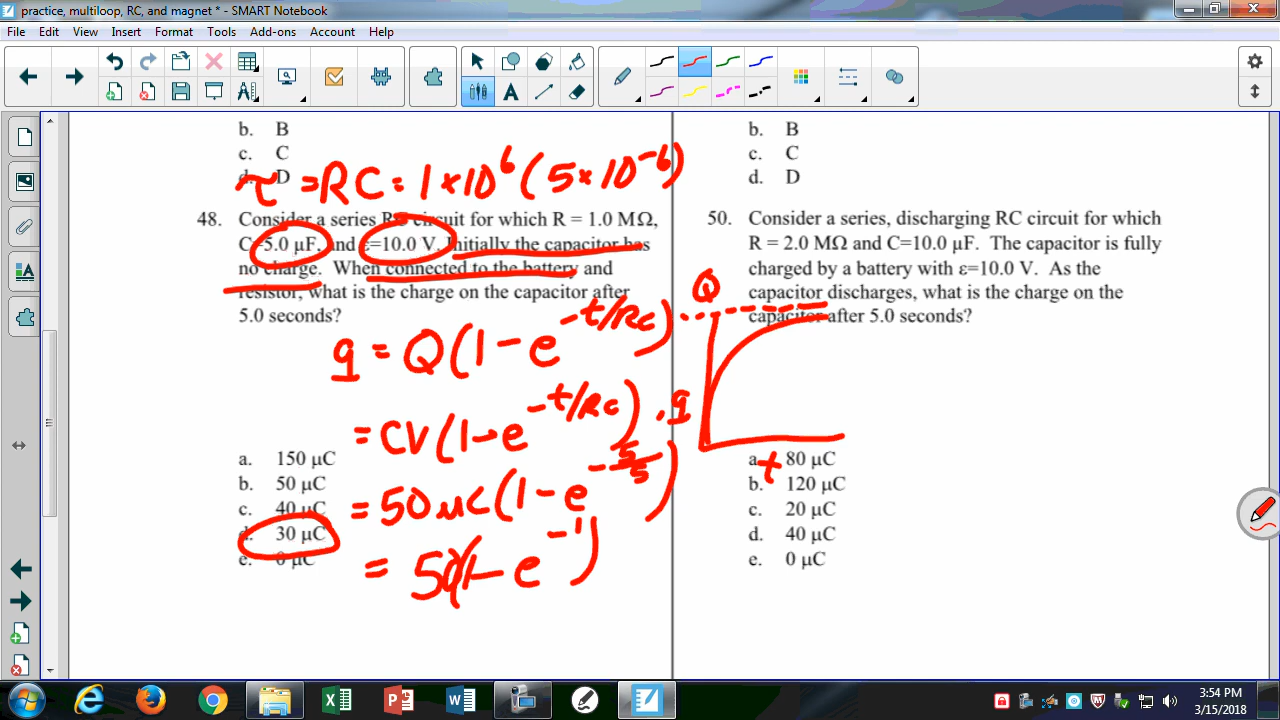 practice, multiloop, RC, and magnet * - SMART Notebook
File Edit View Insert Format Tools Add-ons Account Help
b. B
c. C
d. D
τ = RC = 1×10^6 (5×10^-6)
48. Consider a series RC circuit for which R = 1.0 MΩ,
C=5.0 µF, and ε=10.0 V. Initially the capacitor has
no charge. When connected to the battery and
resistor, what is the charge on the capacitor after
5.0 seconds?
q = Q(1 - e^-t/RC)
= CV(1 - e^-t/RC)
= 50 µC(1 - e^-5/5)
= 50(1 - e^-1)
a. 150 µC
b. 50 µC
c. 40 µC
d. 30 µC
e. 0 µC
b. B
c. C
d. D
50. Consider a series, discharging RC circuit for which
R = 2.0 MΩ and C=10.0 µF. The capacitor is fully
charged by a battery with ε=10.0 V. As the
capacitor discharges, what is the charge on the
capacitor after 5.0 seconds?
Q
q
t
a. 80 µC
b. 120 µC
c. 20 µC
d. 40 µC
e. 0 µC
3:54 PM
3/15/2018